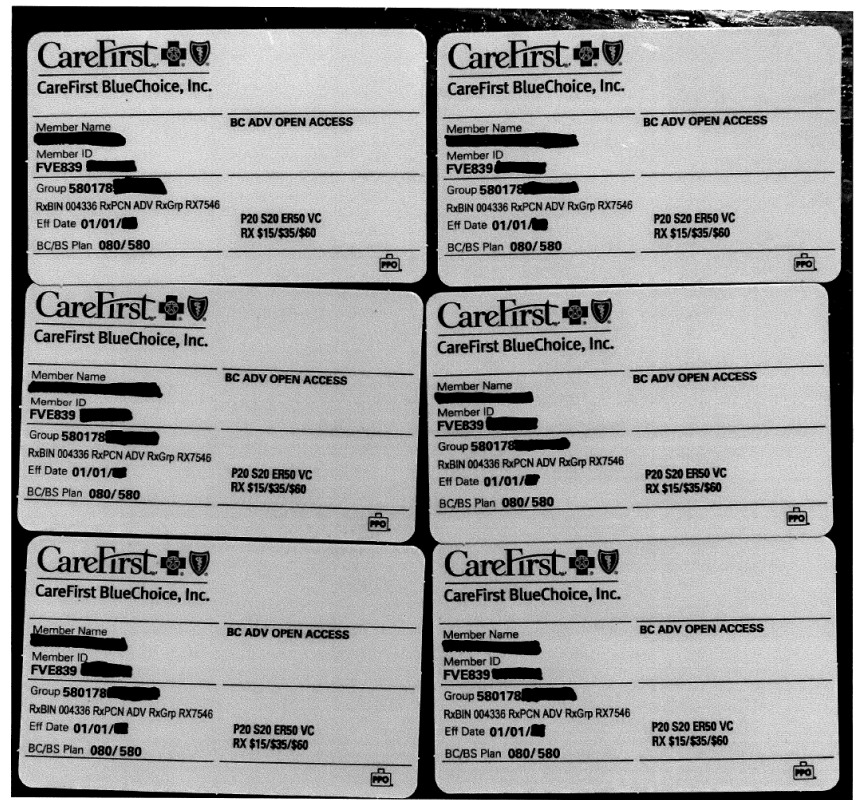 CareFirst
CareFirst BlueChoice, Inc.
Member Name
BC ADV OPEN ACCESS
Member ID
FVE839
Group 580178
RxBIN 004336 RxPCN ADV RxGrp RX7546
Eff Date 01/01/
P20 S20 ER50 VC
RX $15/$35/$60
BC/BS Plan 080/580
PPO
CareFirst
CareFirst BlueChoice, Inc.
Member Name
BC ADV OPEN ACCESS
Member ID
FVE839
Group 580178
RxBIN 004336 RxPCN ADV RxGrp RX7546
Eff Date 01/01/
P20 S20 ER50 VC
RX $15/$35/$60
BC/BS Plan 080/580
PPO
CareFirst
CareFirst BlueChoice, Inc.
Member Name
BC ADV OPEN ACCESS
Member ID
FVE839
Group 580178
RxBIN 004336 RxPCN ADV RxGrp RX7546
Eff Date 01/01/
P20 S20 ER50 VC
RX $15/$35/$60
BC/BS Plan 080/580
PPO
CareFirst
CareFirst BlueChoice, Inc.
Member Name
BC ADV OPEN ACCESS
Member ID
FVE839
Group 580178
RxBIN 004336 RxPCN ADV RxGrp RX7546
Eff Date 01/01/
P20 S20 ER50 VC
RX $15/$35/$60
BC/BS Plan 080/580
PPO
CareFirst
CareFirst BlueChoice, Inc.
Member Name
BC ADV OPEN ACCESS
Member ID
FVE839
Group 580178
RxBIN 004336 RxPCN ADV RxGrp RX7546
Eff Date 01/01/
P20 S20 ER50 VC
RX $15/$35/$60
BC/BS Plan 080/580
PPO
CareFirst
CareFirst BlueChoice, Inc.
Member Name
BC ADV OPEN ACCESS
Member ID
FVE839
Group 580178
RxBIN 004336 RxPCN ADV RxGrp RX7546
Eff Date 01/01/
P20 S20 ER50 VC
RX $15/$35/$60
BC/BS Plan 080/580
PPO